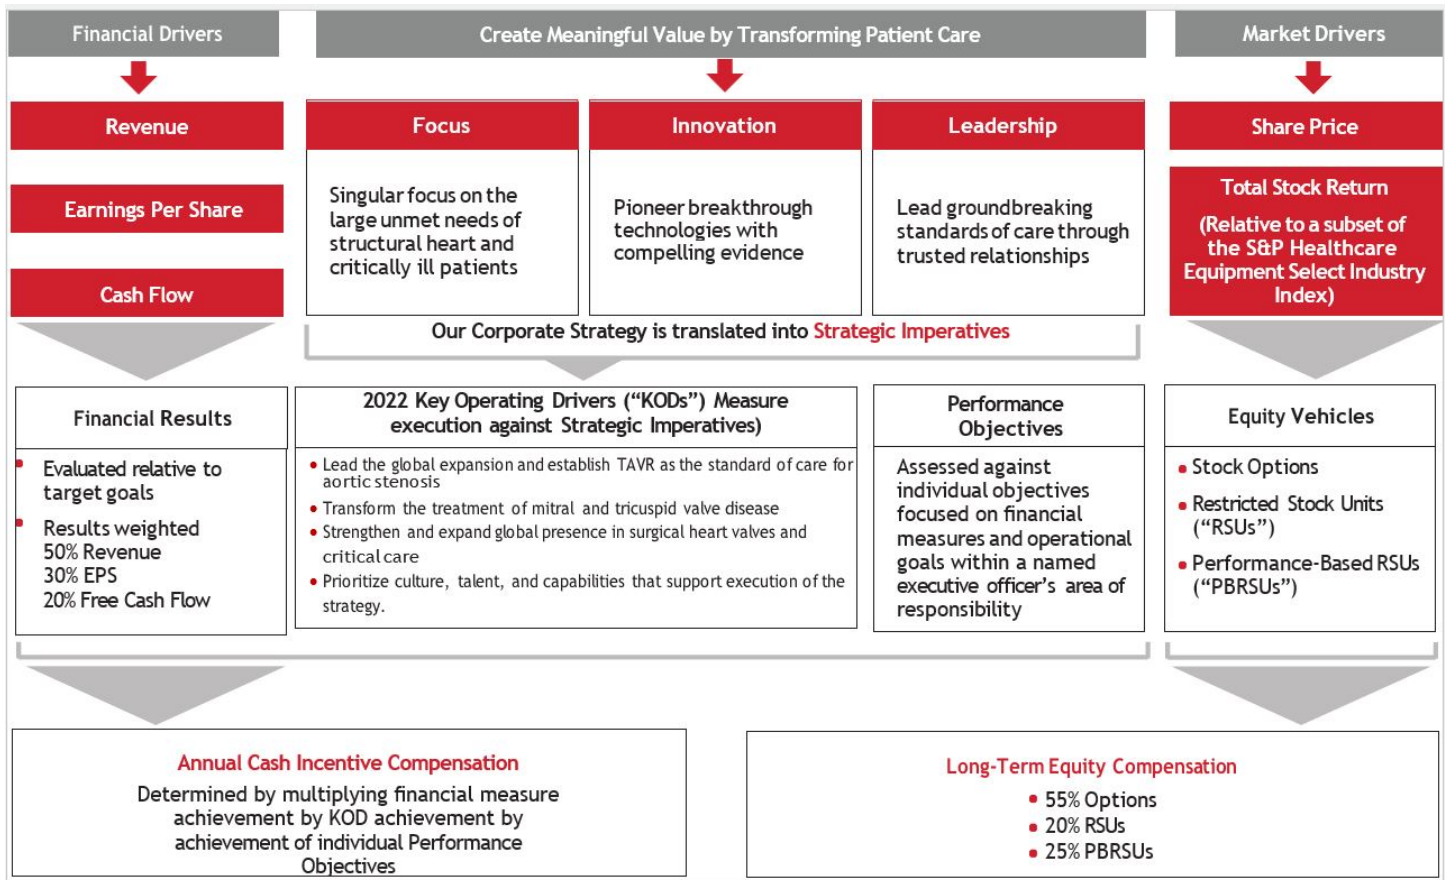 Financial Drivers
Create Meaningful Value by Transforming Patient Care
Market Drivers
Revenue
Earnings Per Share
Cash Flow
Focus
Singular focus on the
large unmet needs of
structural heart and
critically ill patients
Innovation
Pioneer breakthrough
technologies with
compelling evidence
Leadership
Lead groundbreaking
standards of care through
trusted relationships
Share Price
Total Stock Return
(Relative to a subset of
the S&P Healthcare
Equipment Select Industry
Index)
Our Corporate Strategy is translated into Strategic Imperatives
Financial Results
• Evaluated relative to
target goals
• Results weighted
50% Revenue
30% EPS
20% Free Cash Flow
2022 Key Operating Drivers (“KODs”) Measure
execution against Strategic Imperatives)
• Lead the global expansion and establish TAVR as the standard of care for
aortic stenosis
• Transform the treatment of mitral and tricuspid valve disease
• Strengthen and expand global presence in surgical heart valves and
critical care
• Prioritize culture, talent, and capabilities that support execution of the
strategy.
Performance
Objectives
Assessed against
individual objectives
focused on financial
measures and operational
goals within a named
executive officer’s area of
responsibility
Equity Vehicles
• Stock Options
• Restricted Stock Units
(“RSUs”)
• Performance-Based RSUs
(“PBRSUs”)
Annual Cash Incentive Compensation
Determined by multiplying financial measure
achievement by KOD achievement by
achievement of individual Performance
Objectives
Long-Term Equity Compensation
• 55% Options
• 20% RSUs
• 25% PBRSUs